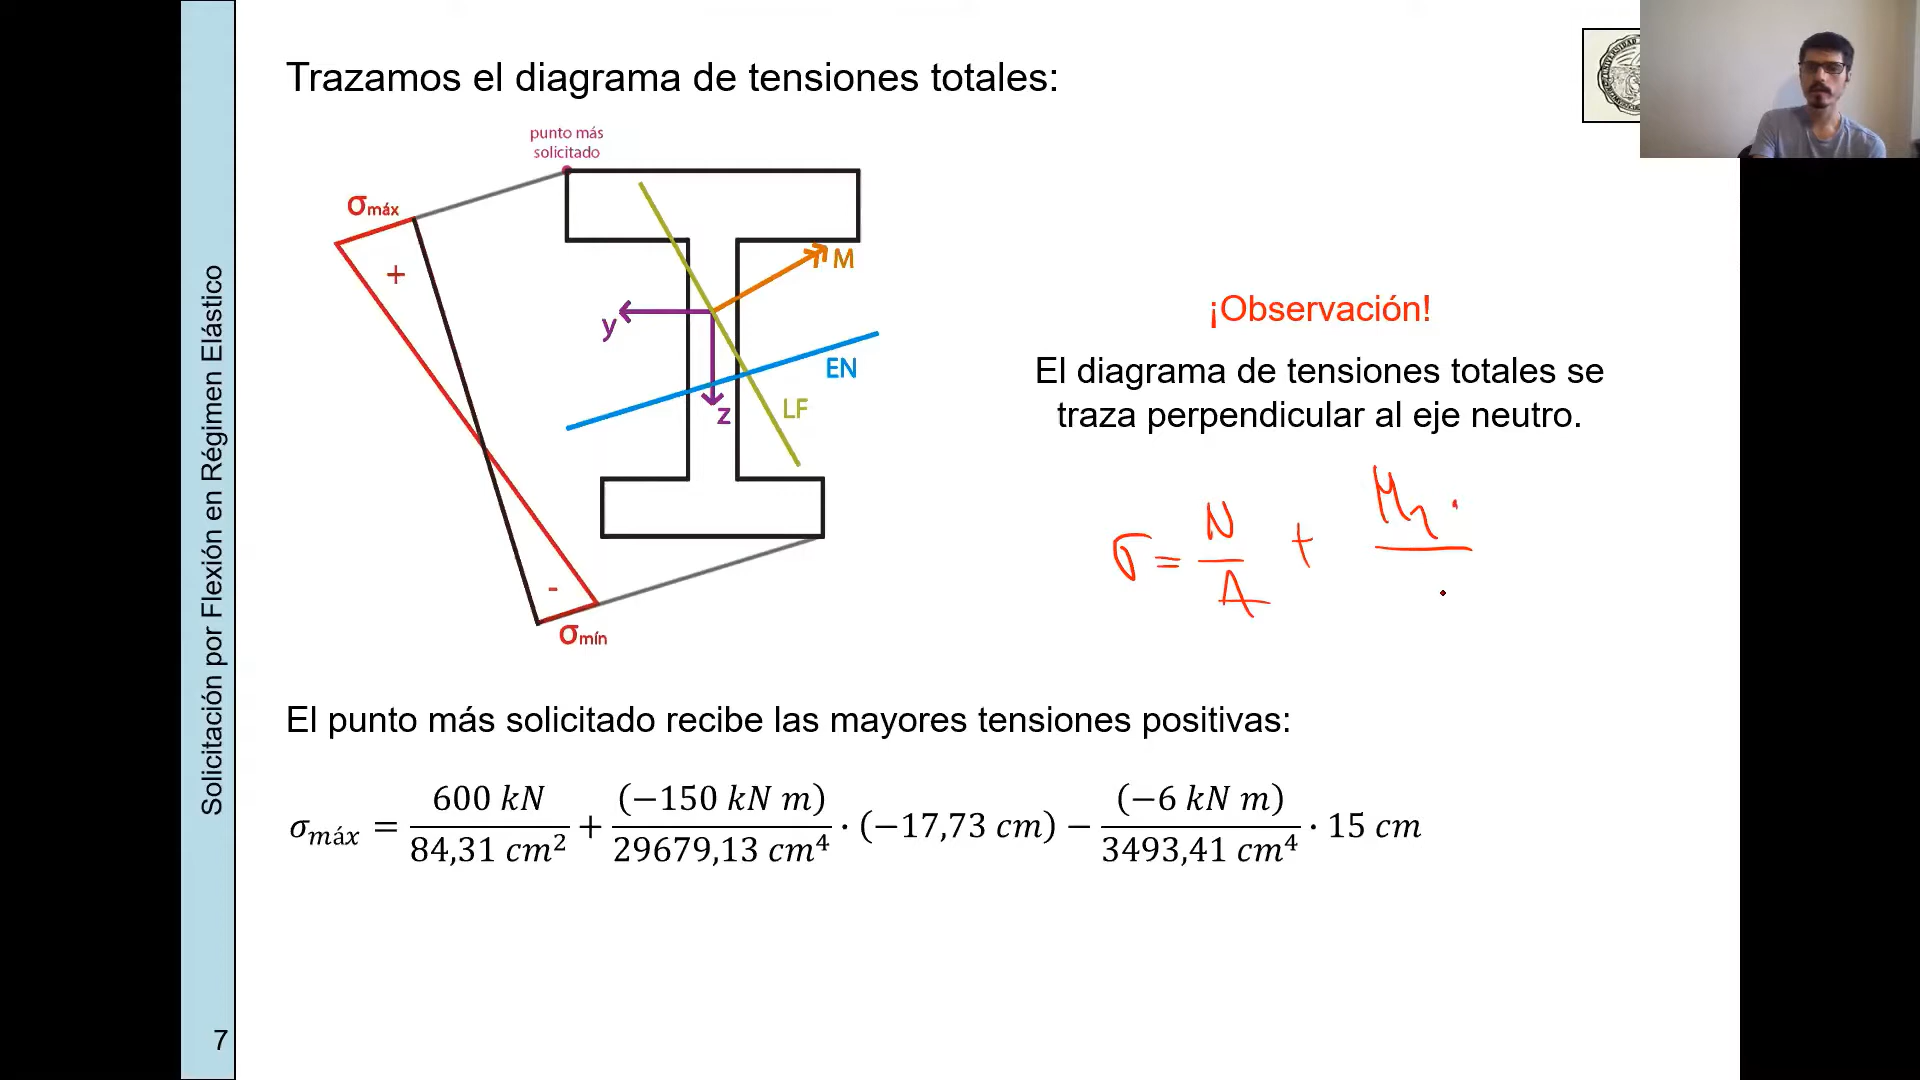 Trazamos el diagrama de tensiones totales:
punto más
solicitado
σmáx
+
M
y
EN
z
LF
-
σmín
¡Observación!
El diagrama de tensiones totales se
traza perpendicular al eje neutro.
σ = N/A + Mη ·
El punto más solicitado recibe las mayores tensiones positivas:
σmáx = 600 kN / 84,31 cm² + (−150 kN m) / 29679,13 cm⁴ · (−17,73 cm) − (−6 kN m) / 3493,41 cm⁴ · 15 cm
Solicitación por Flexión en Régimen Elástico
7